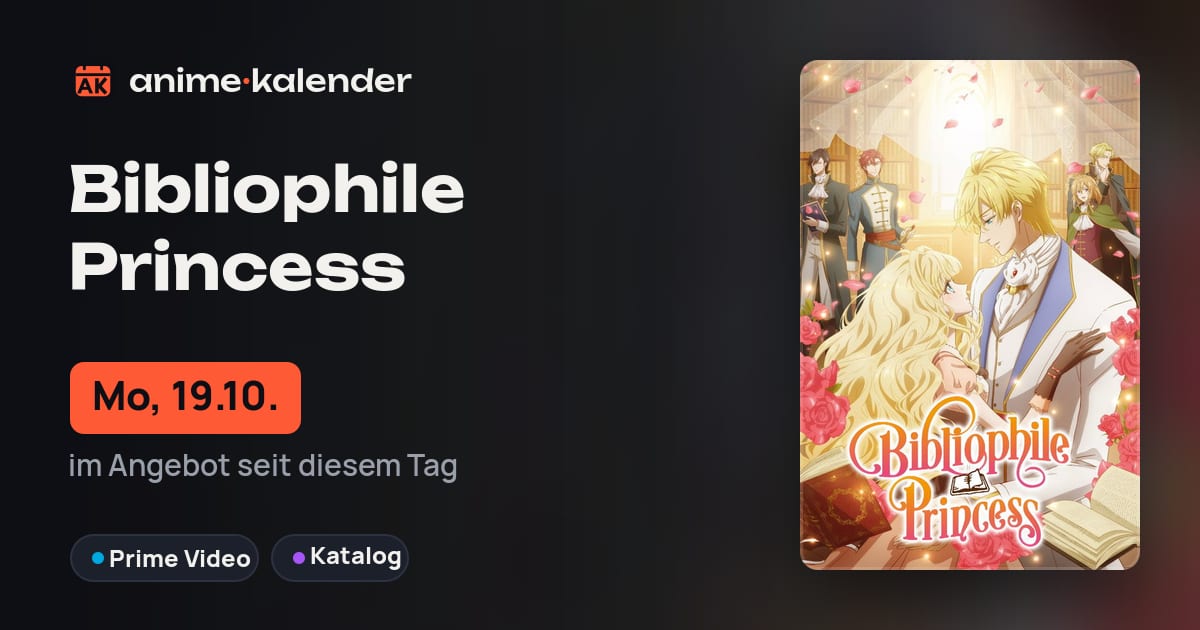 AK
anime·kalender
Bibliophile
Princess
Mo, 19.10.
im Angebot seit diesem Tag
Prime Video
Katalog
Bibliophile
Princess